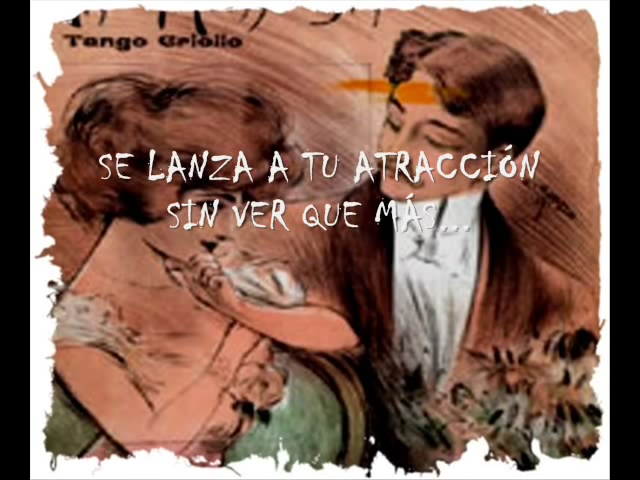 Tango Criollo
SE LANZA A TU ATRACCIÓN
SIN VER QUE MÁS...